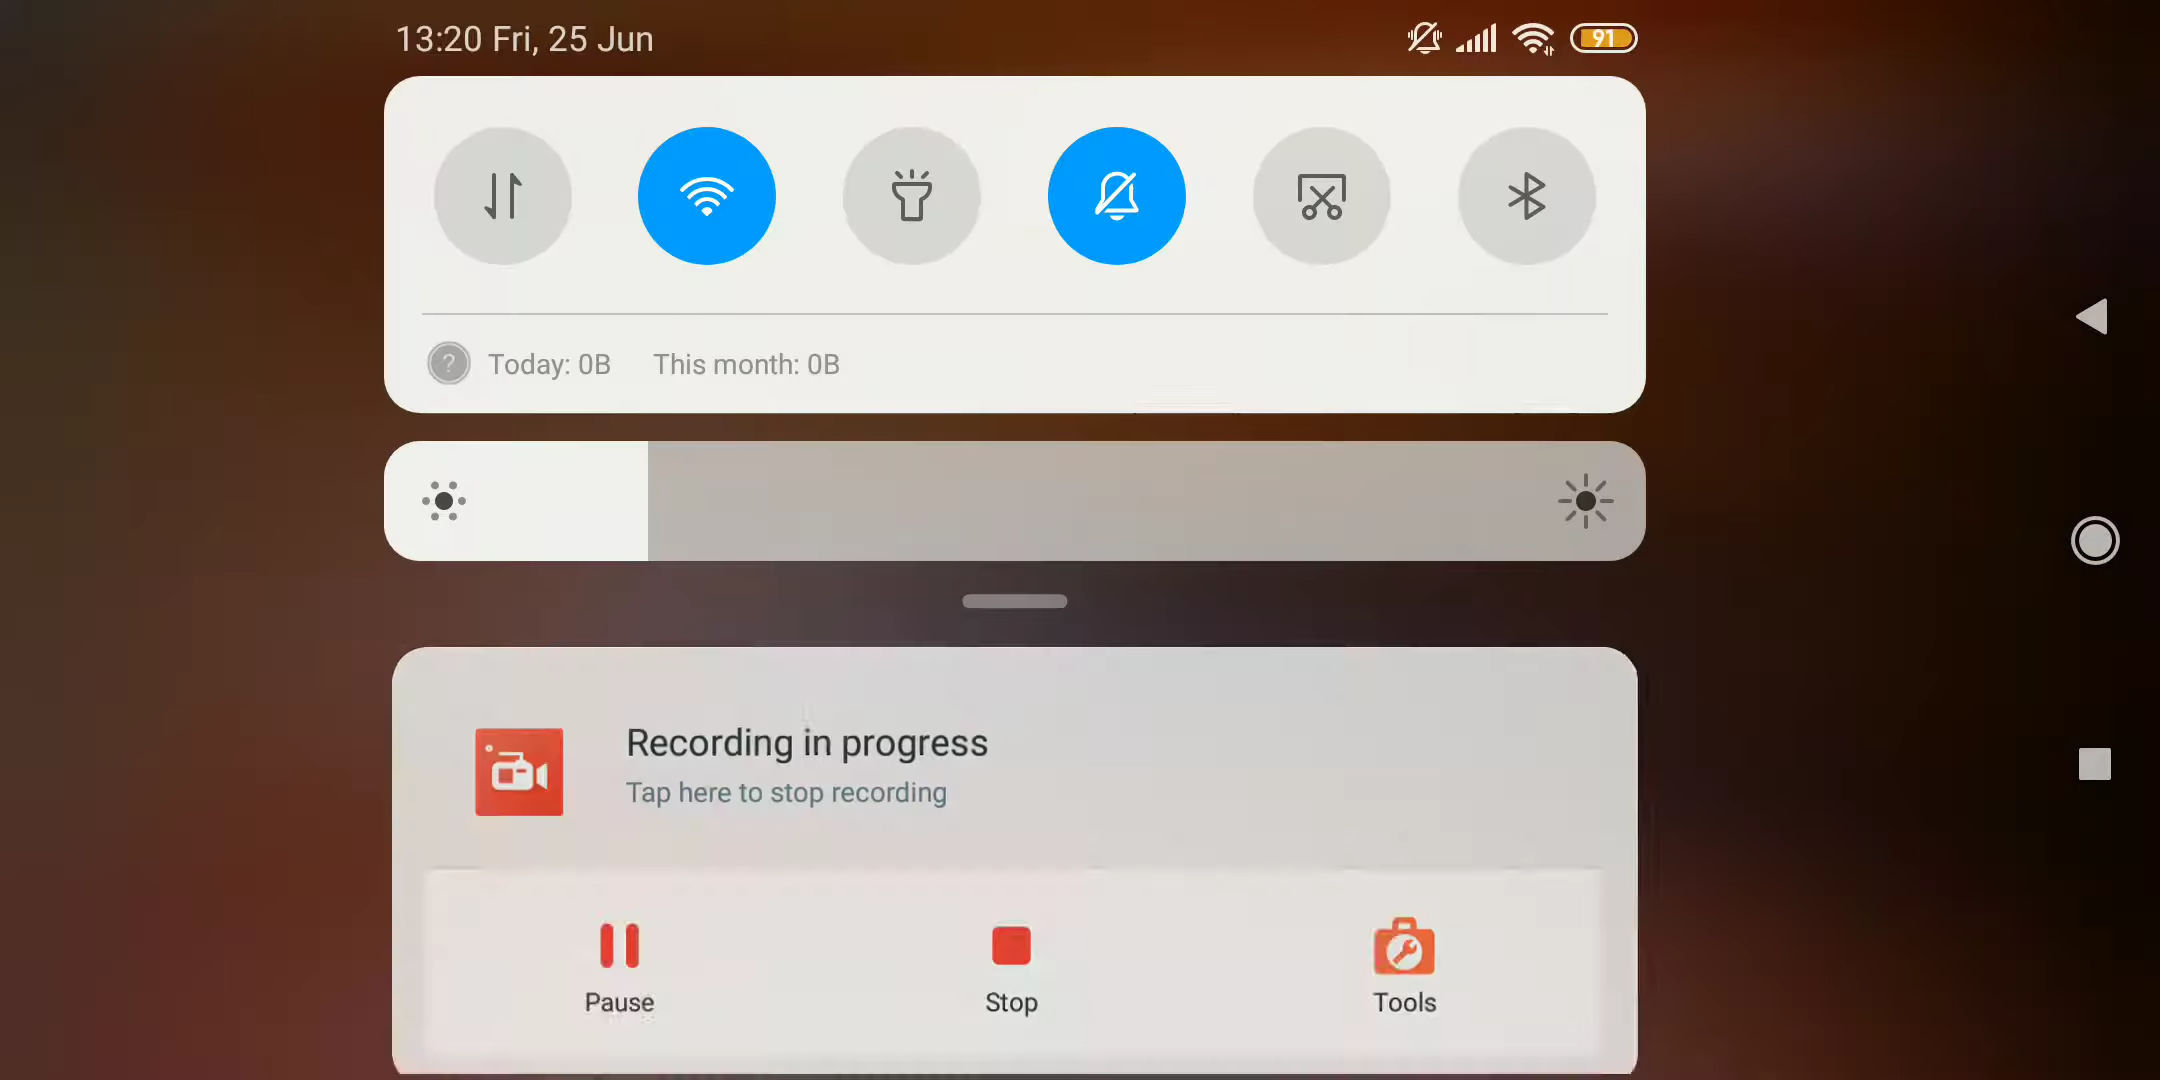 13:20 Fri, 25 Jun
91
? Today: 0B This month: 0B
Recording in progress
Tap here to stop recording
Pause Stop Tools